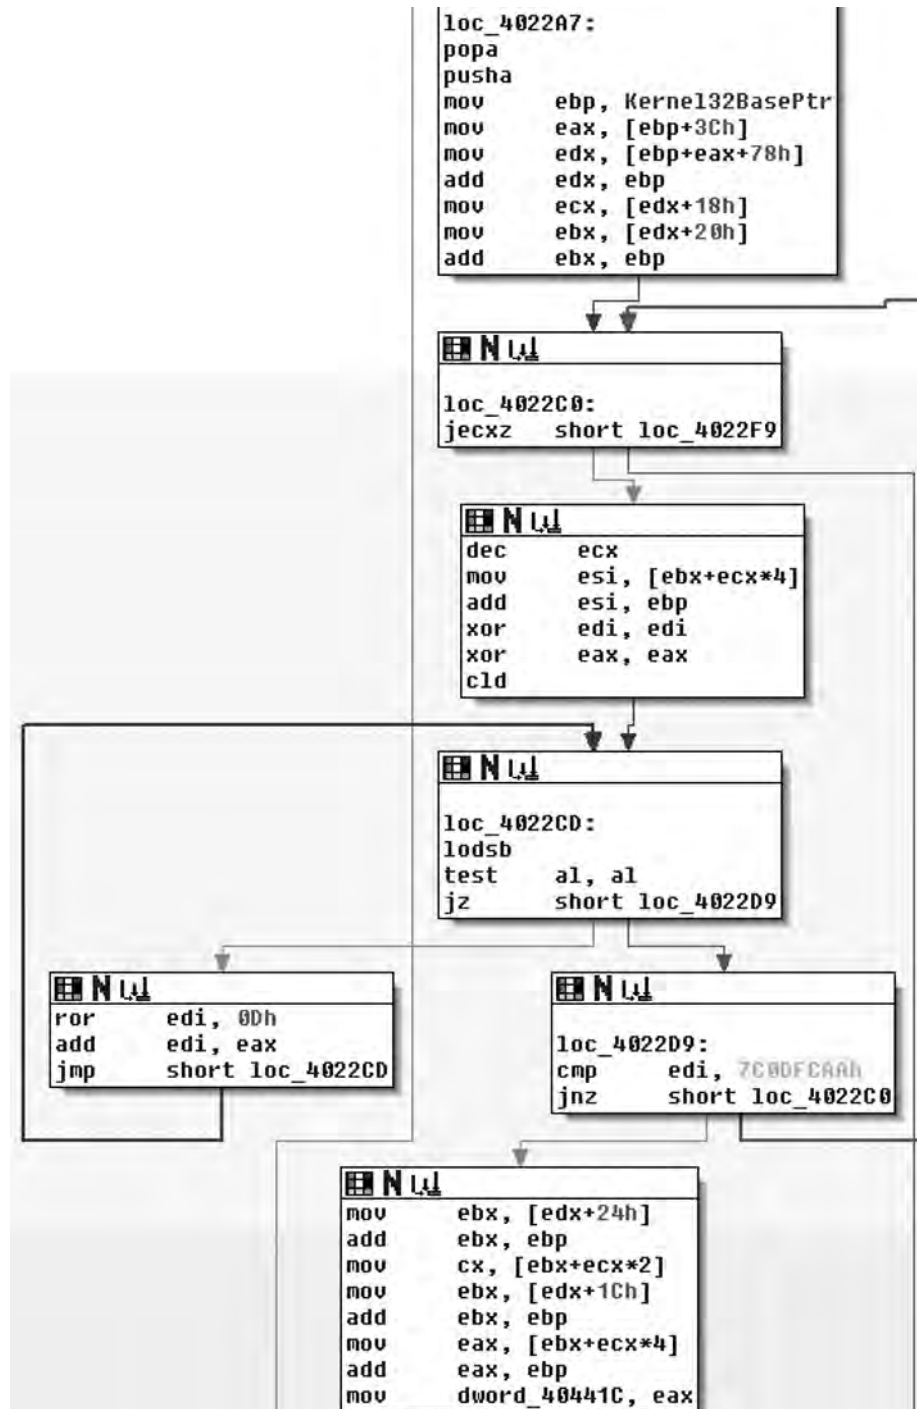 loc_4022A7:
popa
pusha
mov ebp, Kernel32BasePtr
mov eax, [ebp+3Ch]
mov edx, [ebp+eax+78h]
add edx, ebp
mov ecx, [edx+18h]
mov ebx, [edx+20h]
add ebx, ebp
loc_4022C0:
jecxz short loc_4022F9
dec ecx
mov esi, [ebx+ecx*4]
add esi, ebp
xor edi, edi
xor eax, eax
cld
loc_4022CD:
lodsb
test al, al
jz short loc_4022D9
ror edi, 0Dh
add edi, eax
jmp short loc_4022CD
loc_4022D9:
cmp edi, 7C0DFCAAh
jnz short loc_4022C0
mov ebx, [edx+24h]
add ebx, ebp
mov cx, [ebx+ecx*2]
mov ebx, [edx+1Ch]
add ebx, ebp
mov eax, [ebx+ecx*4]
add eax, ebp
mov dword_40441C, eax